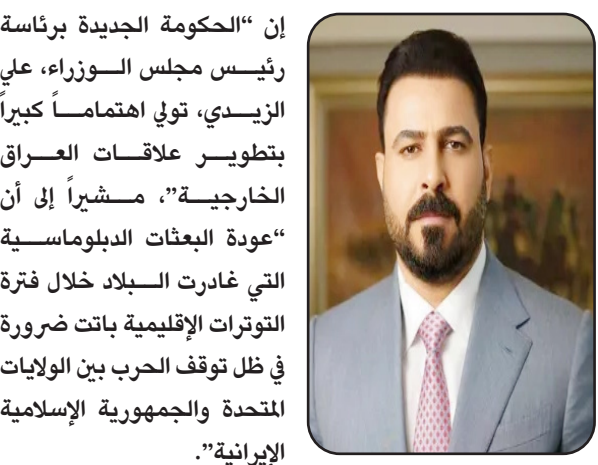 إن “الحكومة الجديدة برئاسة
رئيس مجلس الوزراء، علي
الزيدي، تولي اهتماماً كبيراً
بتطوير علاقات العراق
الخارجية”، مشيراً إلى أن
“عودة البعثات الدبلوماسية
التي غادرت البلاد خلال فترة
التوترات الإقليمية باتت ضرورة
في ظل توقف الحرب بين الولايات
المتحدة والجمهورية الإسلامية
الإيرانية”.